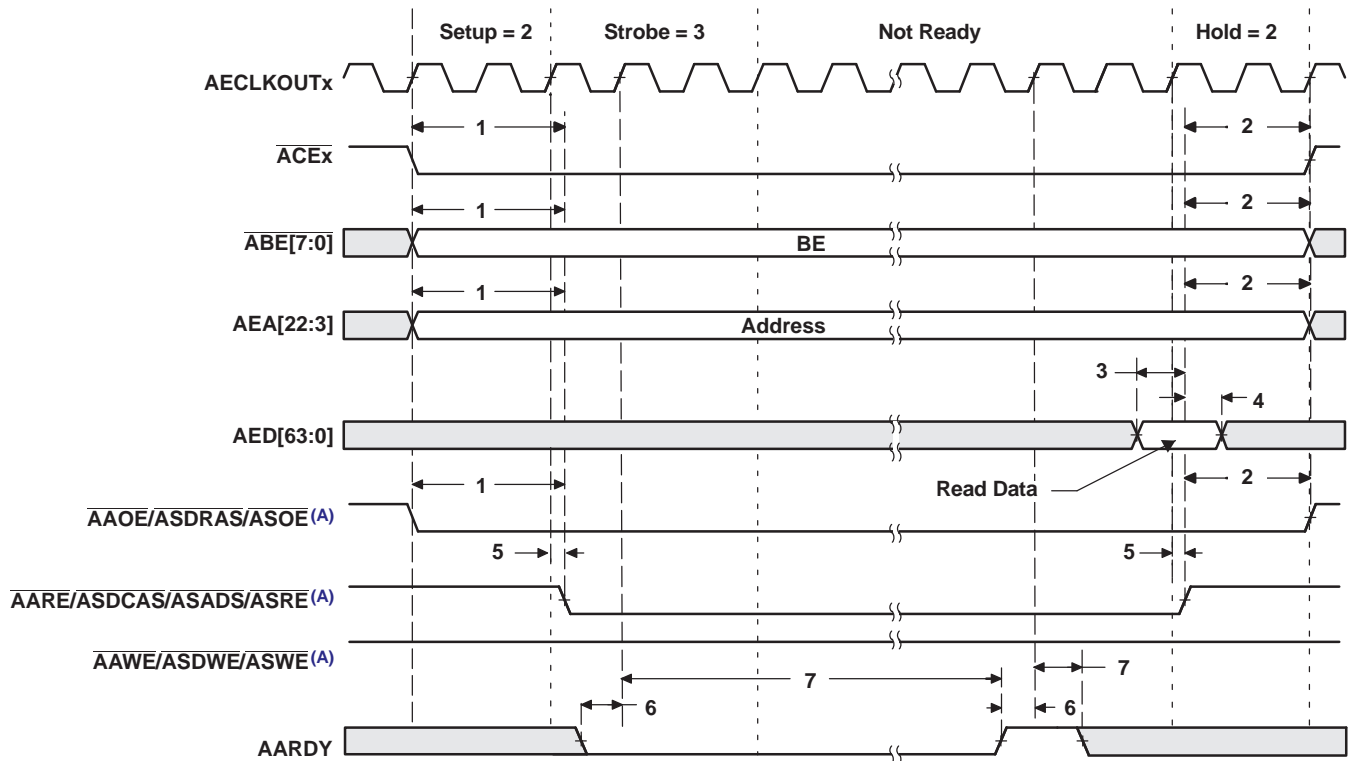 Setup = 2 Strobe = 3 Not Ready Hold = 2
AECLKOUTx
1 2
ACEx
1 2
ABE[7:0] BE
1 2
AEA[22:3] Address
3
4
AED[63:0]
Read Data
1 2
AAOE/ASDRAS/ASOE(A)
5 5
AARE/ASDCAS/ASADS/ASRE(A)
AAWE/ASDWE/ASWE(A)
7 7
6 6
AARDY